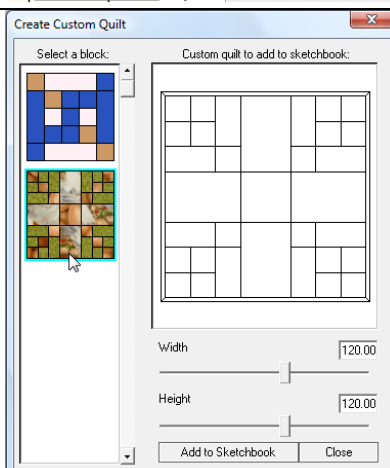 Create Custom Quilt
Select a block:
Custom quilt to add to sketchbook:
Width
120.00
Height
120.00
Add to Sketchbook
Close